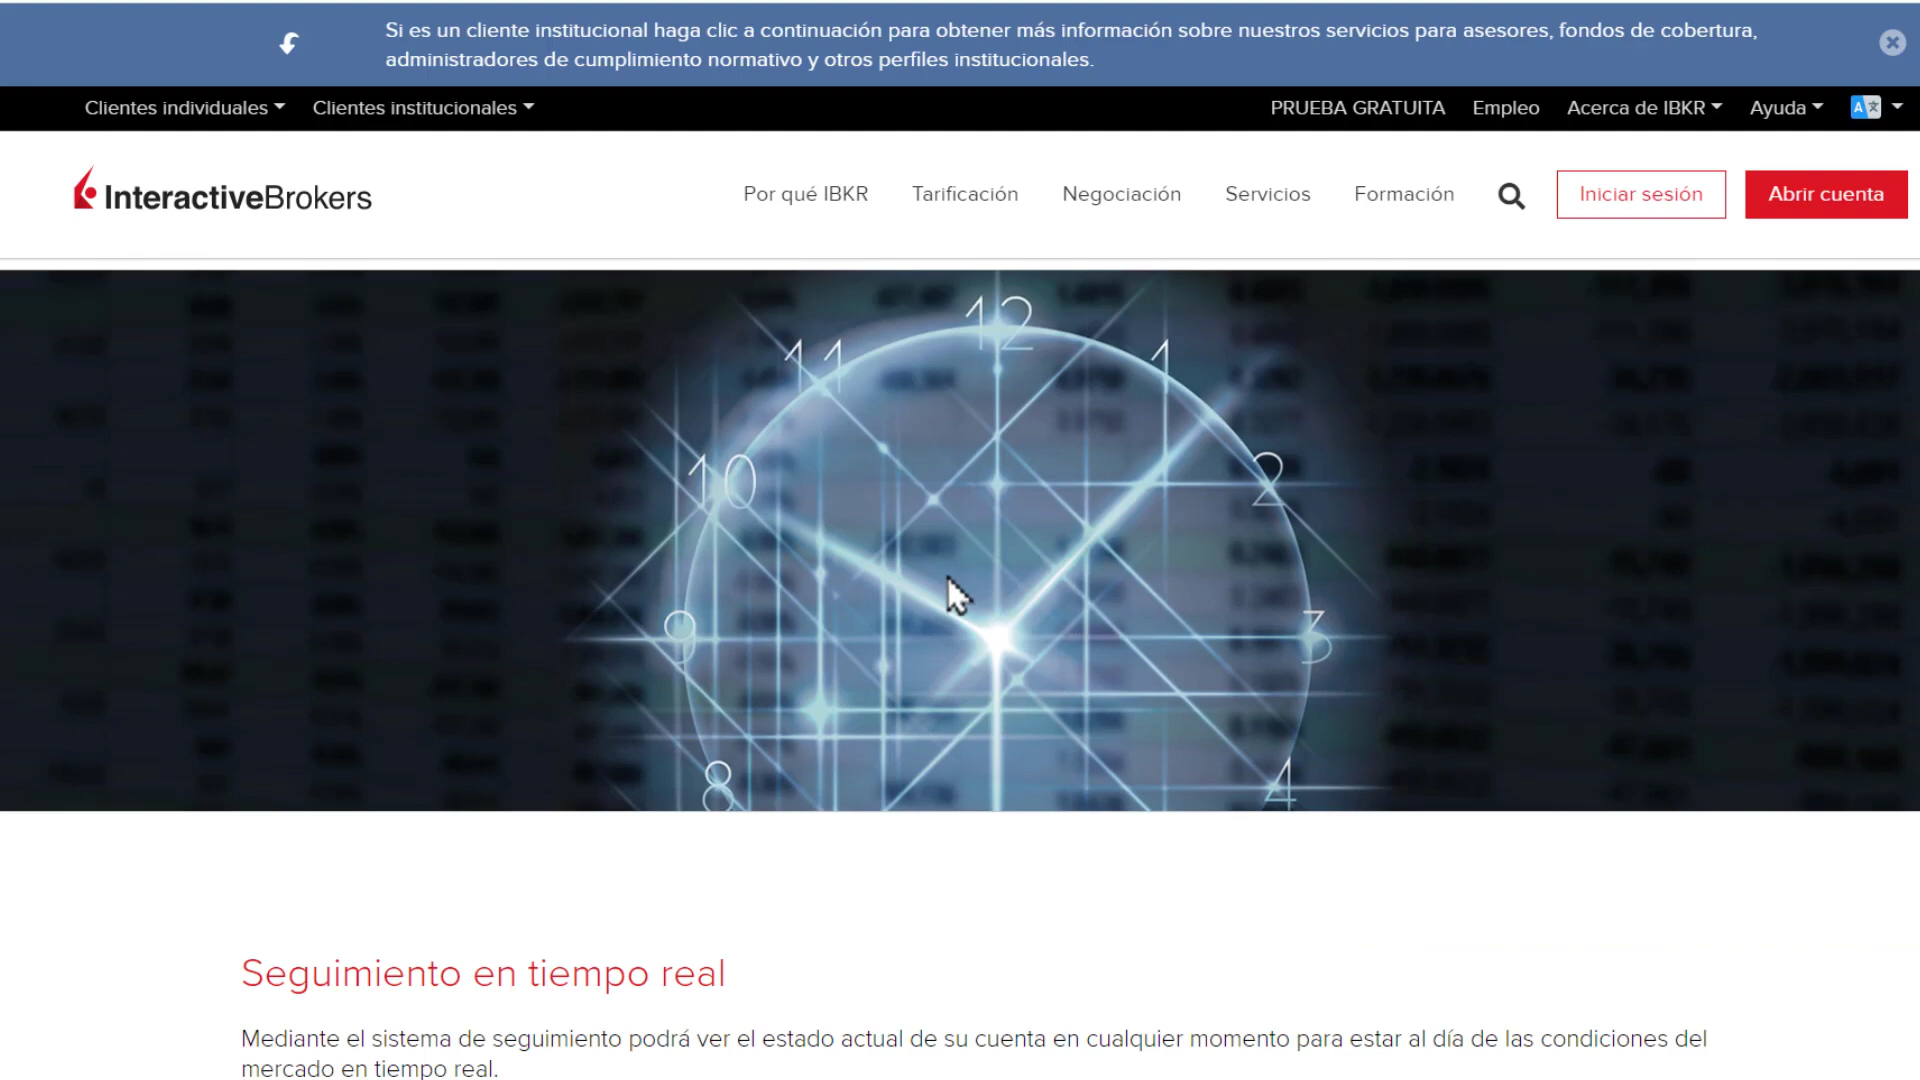 Si es un cliente institucional haga clic a continuación para obtener más información sobre nuestros servicios para asesores, fondos de cobertura,
administradores de cumplimiento normativo y otros perfiles institucionales.
Clientes individuales Clientes institucionales PRUEBA GRATUITA Empleo Acerca de IBKR Ayuda
InteractiveBrokers Por qué IBKR Tarificación Negociación Servicios Formación Iniciar sesión Abrir cuenta
12
11 1
10 2
9 3
8 4
Seguimiento en tiempo real
Mediante el sistema de seguimiento podrá ver el estado actual de su cuenta en cualquier momento para estar al día de las condiciones del
mercado en tiempo real.